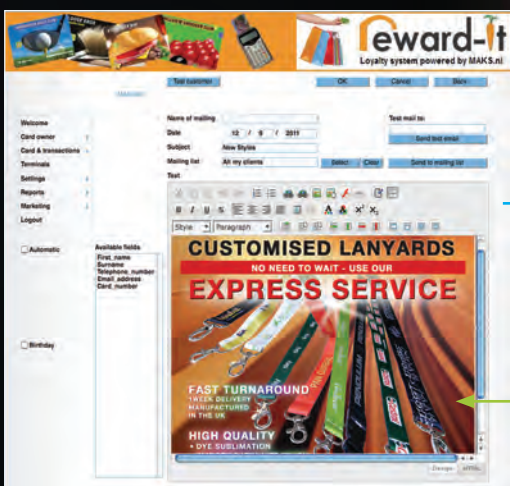 reward-it
Loyalty system powered by MAKS.nl
Test customer
OK
Cancel
Back
Welcome
Card owner
Card & transactions
Terminals
Settings
Reports
Marketing
Logout
Name of mailing
Date 12 / 9 / 2011
Subject New Styles
Mailing list All my clients Select Clear
Text
Test mail to:
Send test email
Send to mailing list
Automatic
Birthday
Available fields
First_name
Surname
Telephone_number
Email_address
Card_number
Style Paragraph
CUSTOMISED LANYARDS
NO NEED TO WAIT - USE OUR
EXPRESS SERVICE
FAST TURNAROUND
1 WEEK DELIVERY
MANUFACTURED
IN THE UK
HIGH QUALITY
• DYE SUBLIMATION
Design HTML